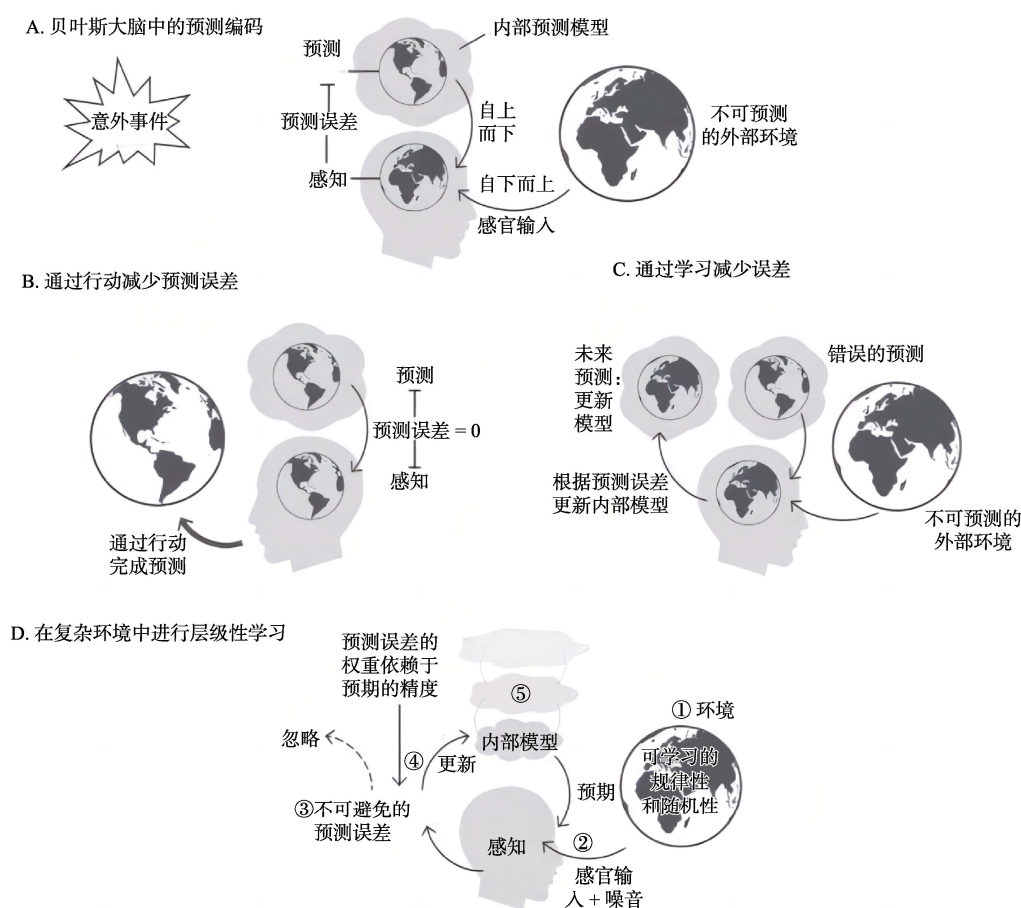 A. 贝叶斯大脑中的预测编码
意外事件
预测
预测误差
感知
内部预测模型
自上
而下
自下而上
感官输入
不可预测
的外部环境
B. 通过行动减少预测误差
预测
预测误差 = 0
感知
通过行动
完成预测
C. 通过学习减少误差
未来
预测：
更新
模型
错误的预测
根据预测误差
更新内部模型
不可预测的
外部环境
D. 在复杂环境中进行层级性学习
预测误差的
权重依赖于
预期的精度
忽略
③不可避免的
预测误差
④
更新
⑤
内部模型
预期
感知
① 环境
可学习的
规律性
和随机性
②
感官输
入 + 噪音